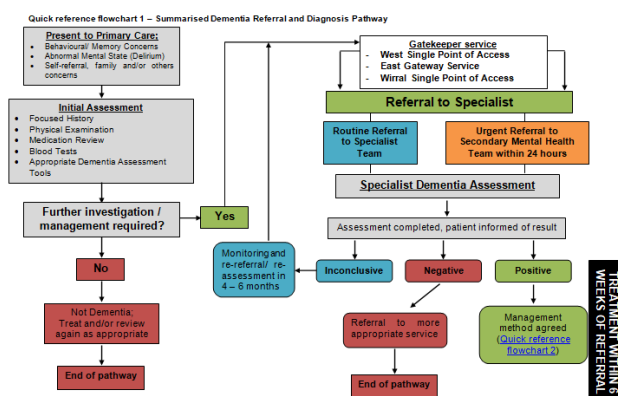 Quick reference flowchart 1 – Summarised Dementia Referral and Diagnosis Pathway
Present to Primary Care;
• Behavioural/ Memory Concerns
• Abnormal Mental State (Delirium)
• Self-referral, family and/or others
concerns
Initial Assessment
• Focused History
• Physical Examination
• Medication Review
• Blood Tests
• Appropriate Dementia Assessment
Tools
Further investigation /
management required?
Yes
No
Not Dementia;
Treat and/or review
again as appropriate
End of pathway
Gatekeeper service
- West Single Point of Access
- East Gateway Service
- Wirral Single Point of Access
Referral to Specialist
Routine Referral
to Specialist
Team
Urgent Referral to
Secondary Mental Health
Team within 24 hours
Specialist Dementia Assessment
Assessment completed, patient informed of result
Monitoring and
re-referral/ re-
assessment in
4 – 6 months
Inconclusive
Negative
Positive
Referral to more
appropriate service
End of pathway
Management
method agreed
(Quick reference
flowchart 2)
TREATMENT WITHIN 6
WEEKS OF REFERRAL